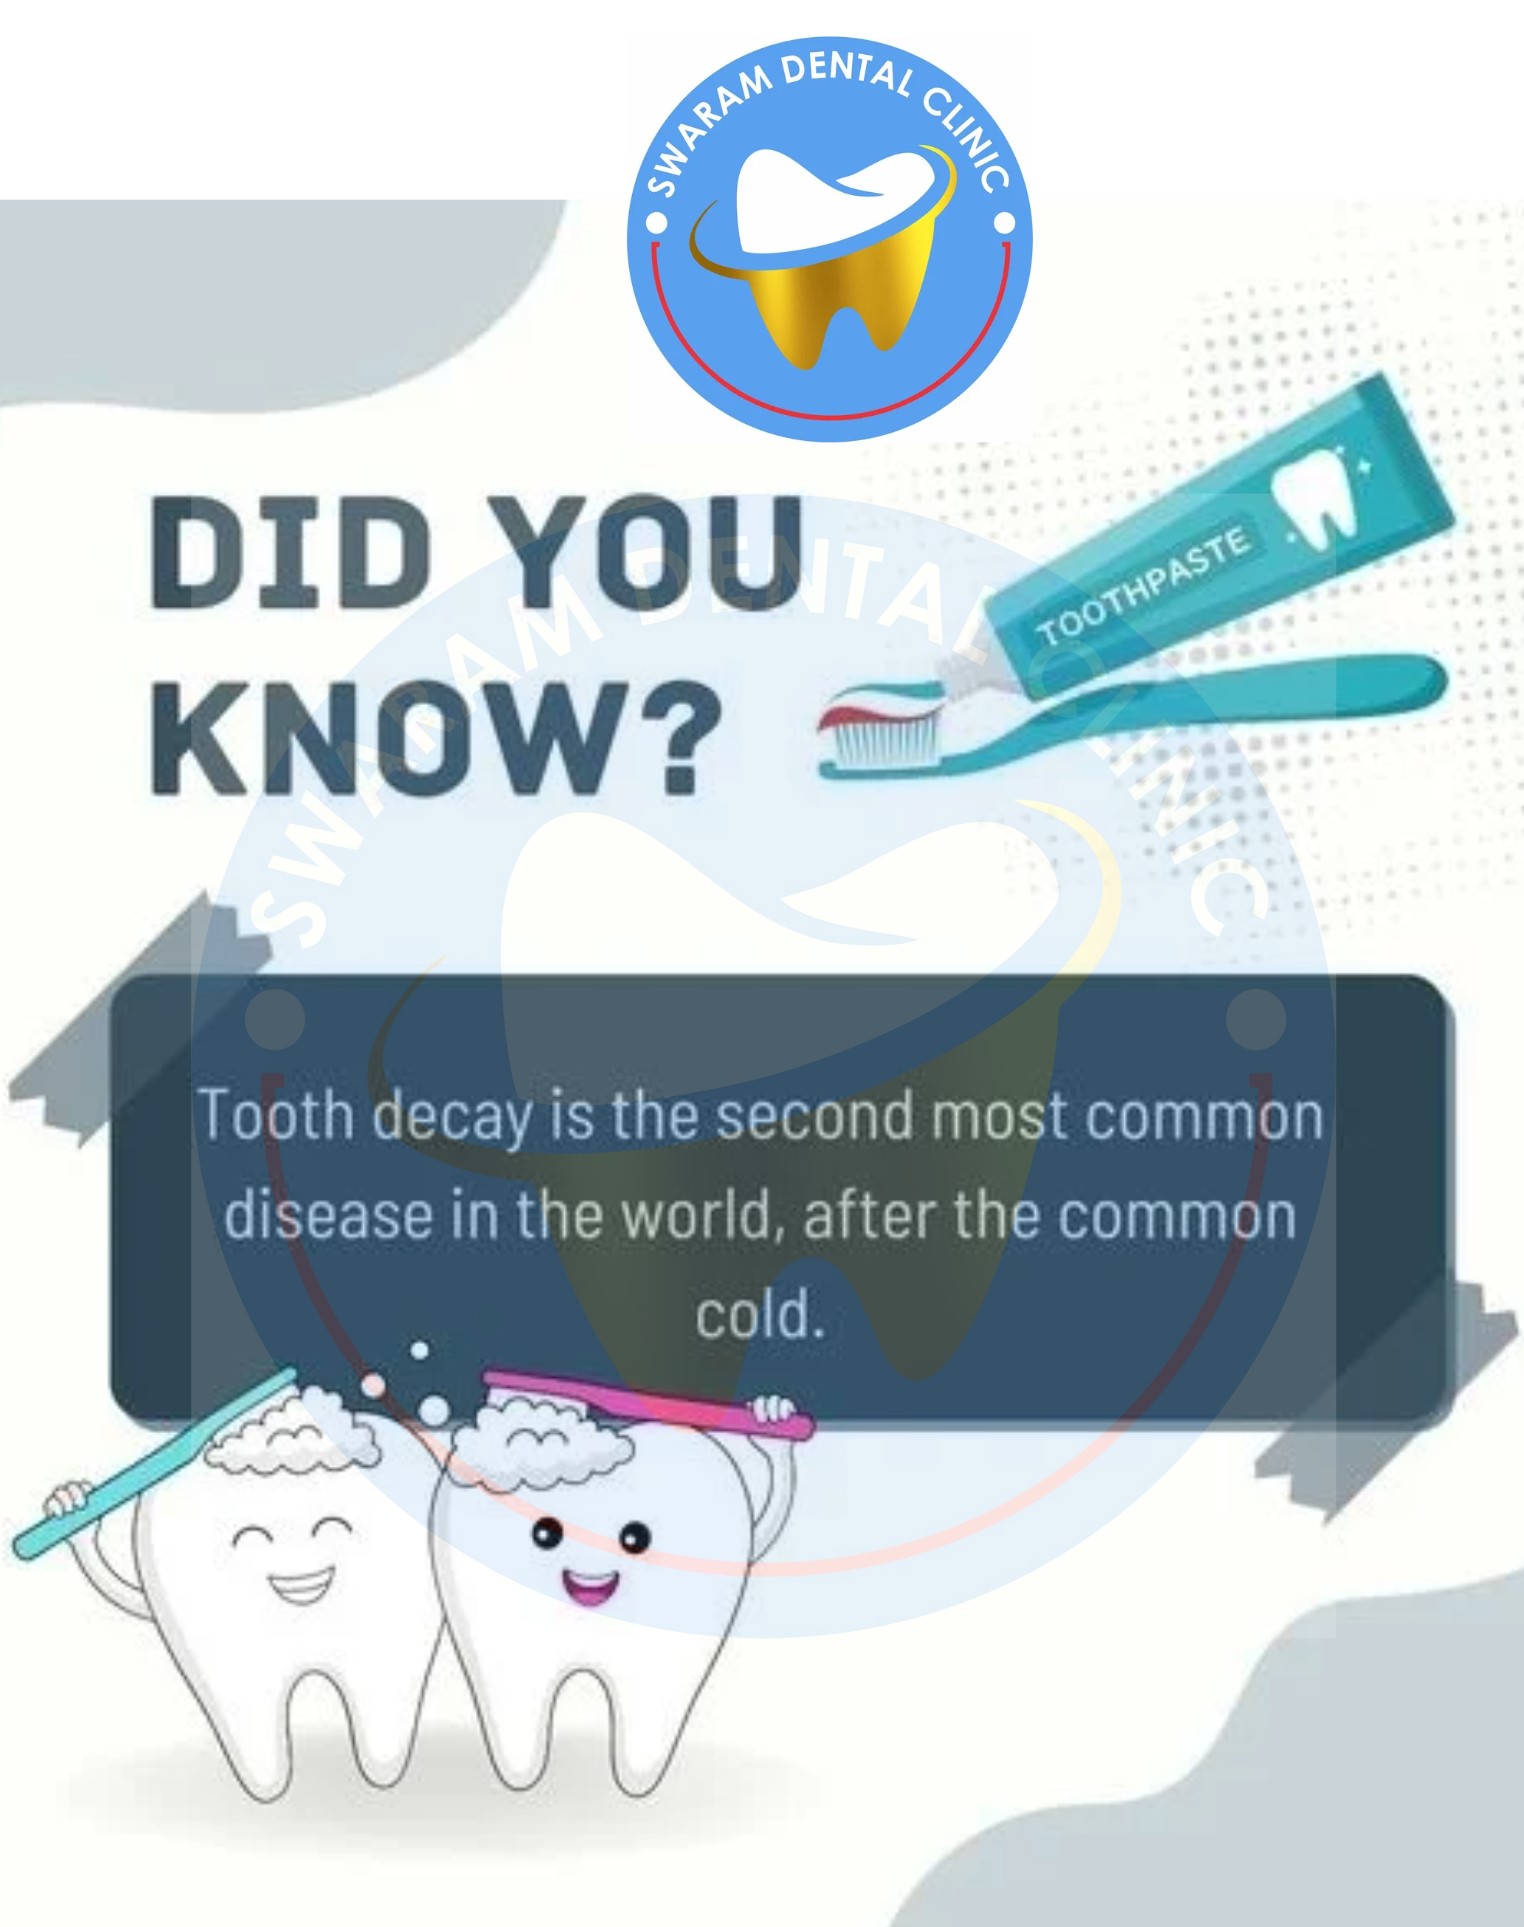 SWARAM DENTAL CLINIC
DID YOU
KNOW?
TOOTHPASTE
SWARAM DENTAL CLINIC
Tooth decay is the second most common
disease in the world, after the common
cold.